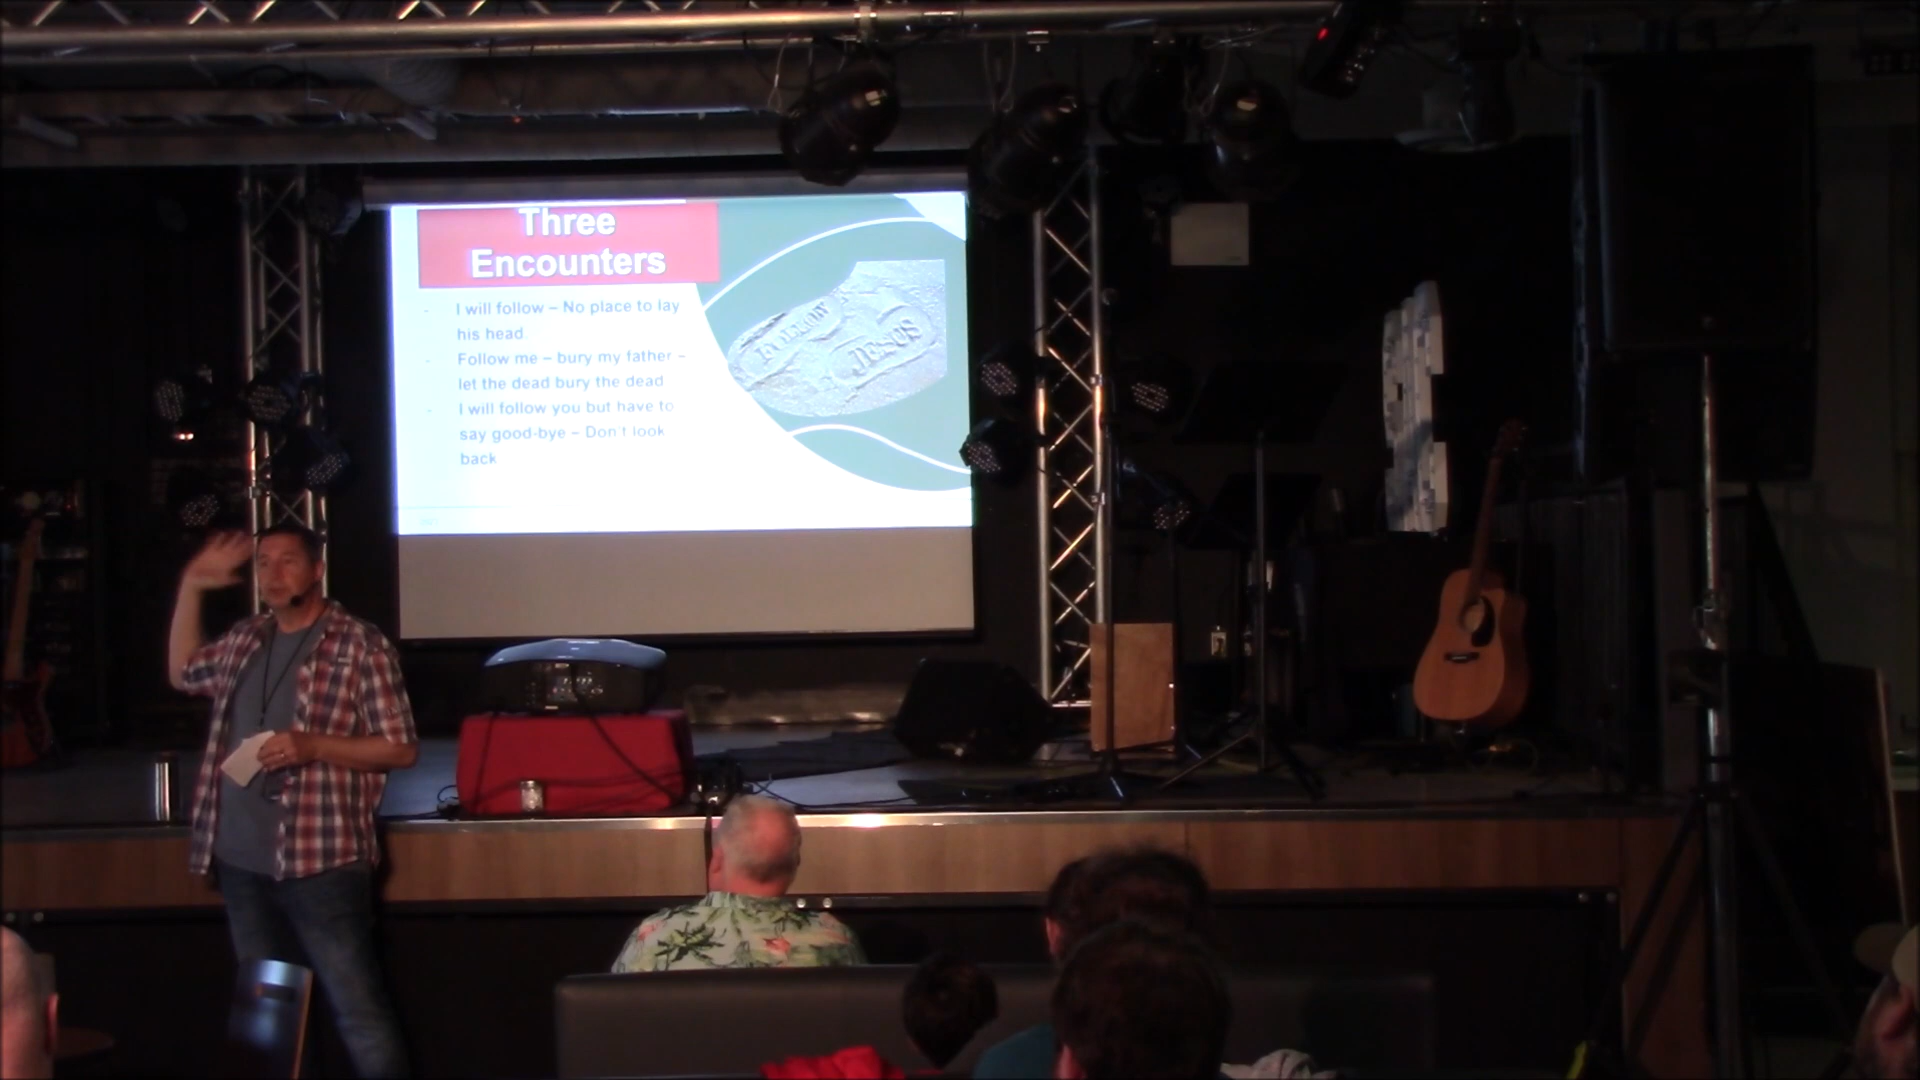 Three
Encounters
- I will follow – No place to lay
his head.
- Follow me – bury my father –
let the dead bury the dead
- I will follow you but have to
say good-bye – Don't look
back
I FOLLOW
JESUS